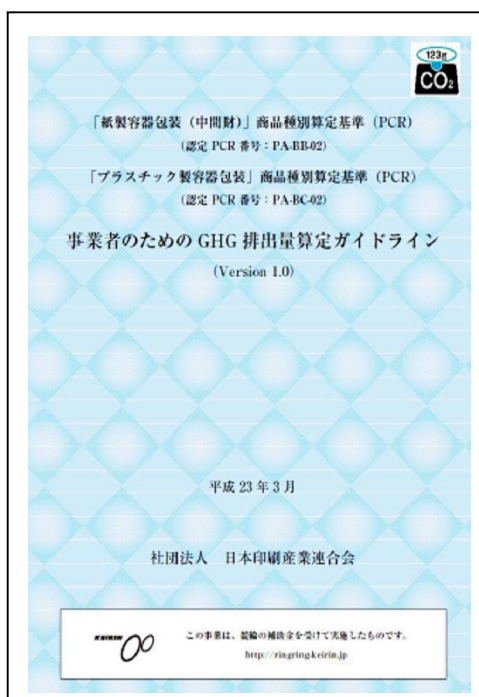 123g
CO2
「紙製容器包装（中間財）」商品種別算定基準（PCR）
（認定 PCR 番号：PA-BB-02）
「プラスチック製容器包装」商品種別算定基準（PCR）
（認定 PCR 番号：PA-BC-02）
事業者のための GHG 排出量算定ガイドライン
（Version 1.0）
平成 23 年 3 月
社団法人　日本印刷産業連合会
KEIRIN
この事業は、競輪の補助金を受けて実施したものです。
http://ringring-keirin.jp